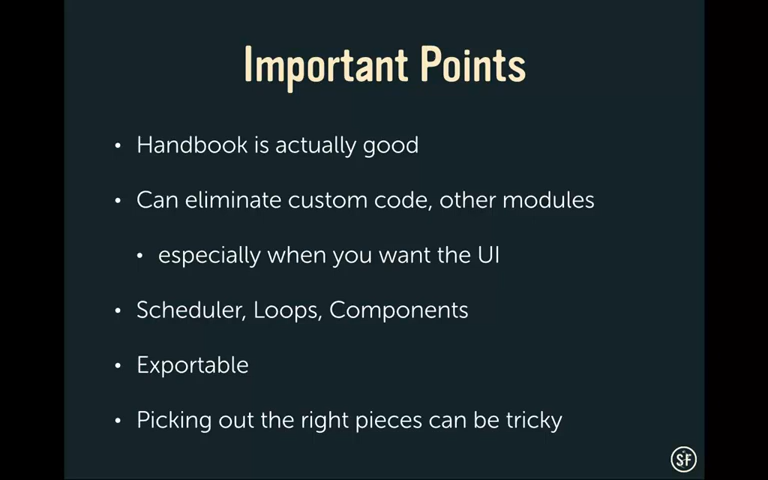 Important Points
• Handbook is actually good
• Can eliminate custom code, other modules
• especially when you want the UI
• Scheduler, Loops, Components
• Exportable
• Picking out the right pieces can be tricky
SF